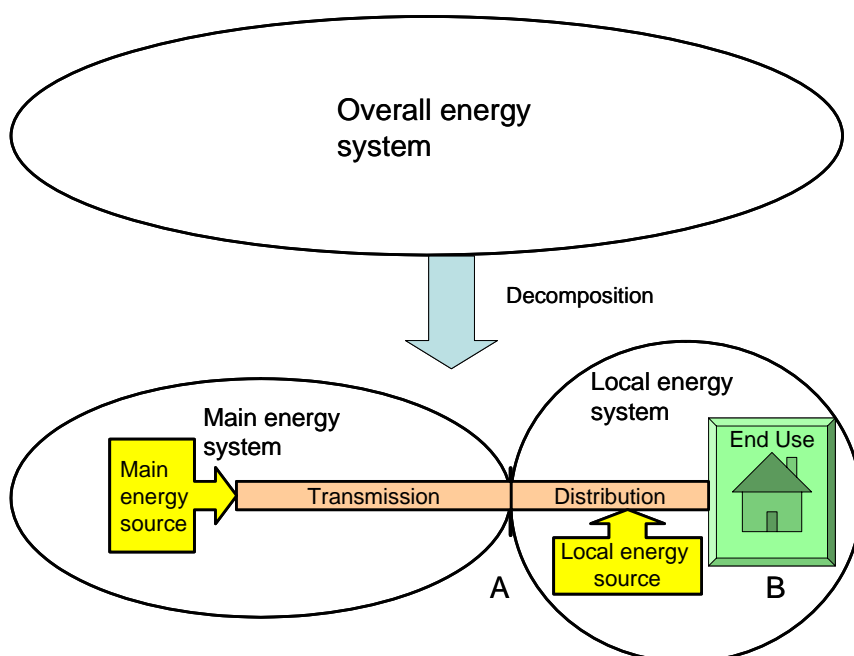 Overall energy
system
Decomposition
Main energy
system
Main
energy
source
Transmission
Local energy
system
End Use
Distribution
Local energy
source
A
B